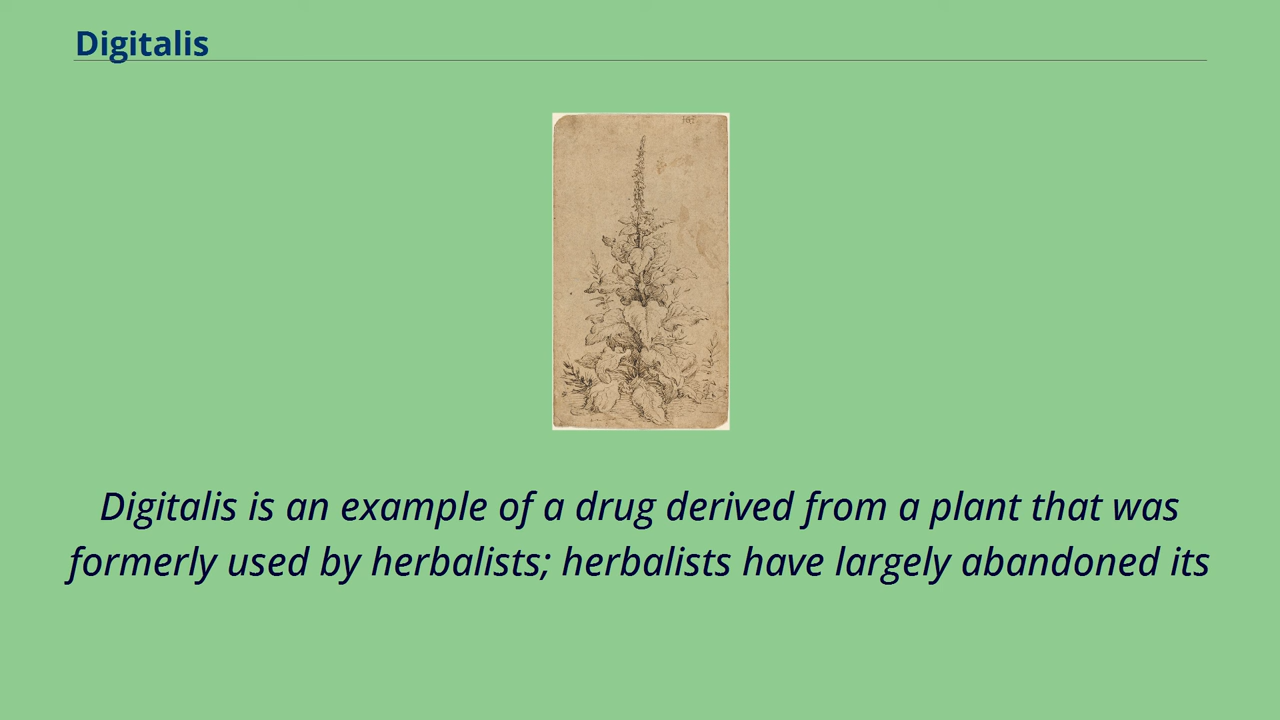 Digitalis
Digitalis is an example of a drug derived from a plant that was
formerly used by herbalists; herbalists have largely abandoned its